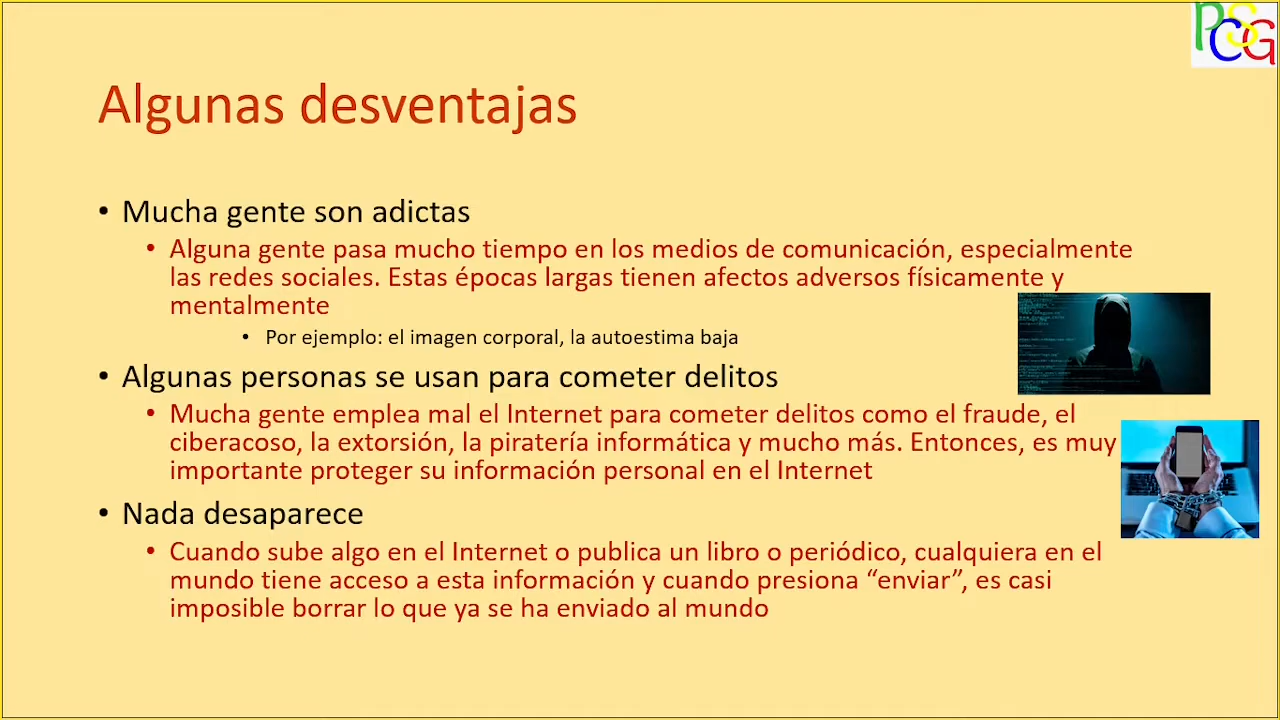 PCSG
Algunas desventajas
• Mucha gente son adictas
• Alguna gente pasa mucho tiempo en los medios de comunicación, especialmente
las redes sociales. Estas épocas largas tienen afectos adversos físicamente y
mentalmente
• Por ejemplo: el imagen corporal, la autoestima baja
• Algunas personas se usan para cometer delitos
• Mucha gente emplea mal el Internet para cometer delitos como el fraude, el
ciberacoso, la extorsión, la piratería informática y mucho más. Entonces, es muy
importante proteger su información personal en el Internet
• Nada desaparece
• Cuando sube algo en el Internet o publica un libro o periódico, cualquiera en el
mundo tiene acceso a esta información y cuando presiona “enviar”, es casi
imposible borrar lo que ya se ha enviado al mundo